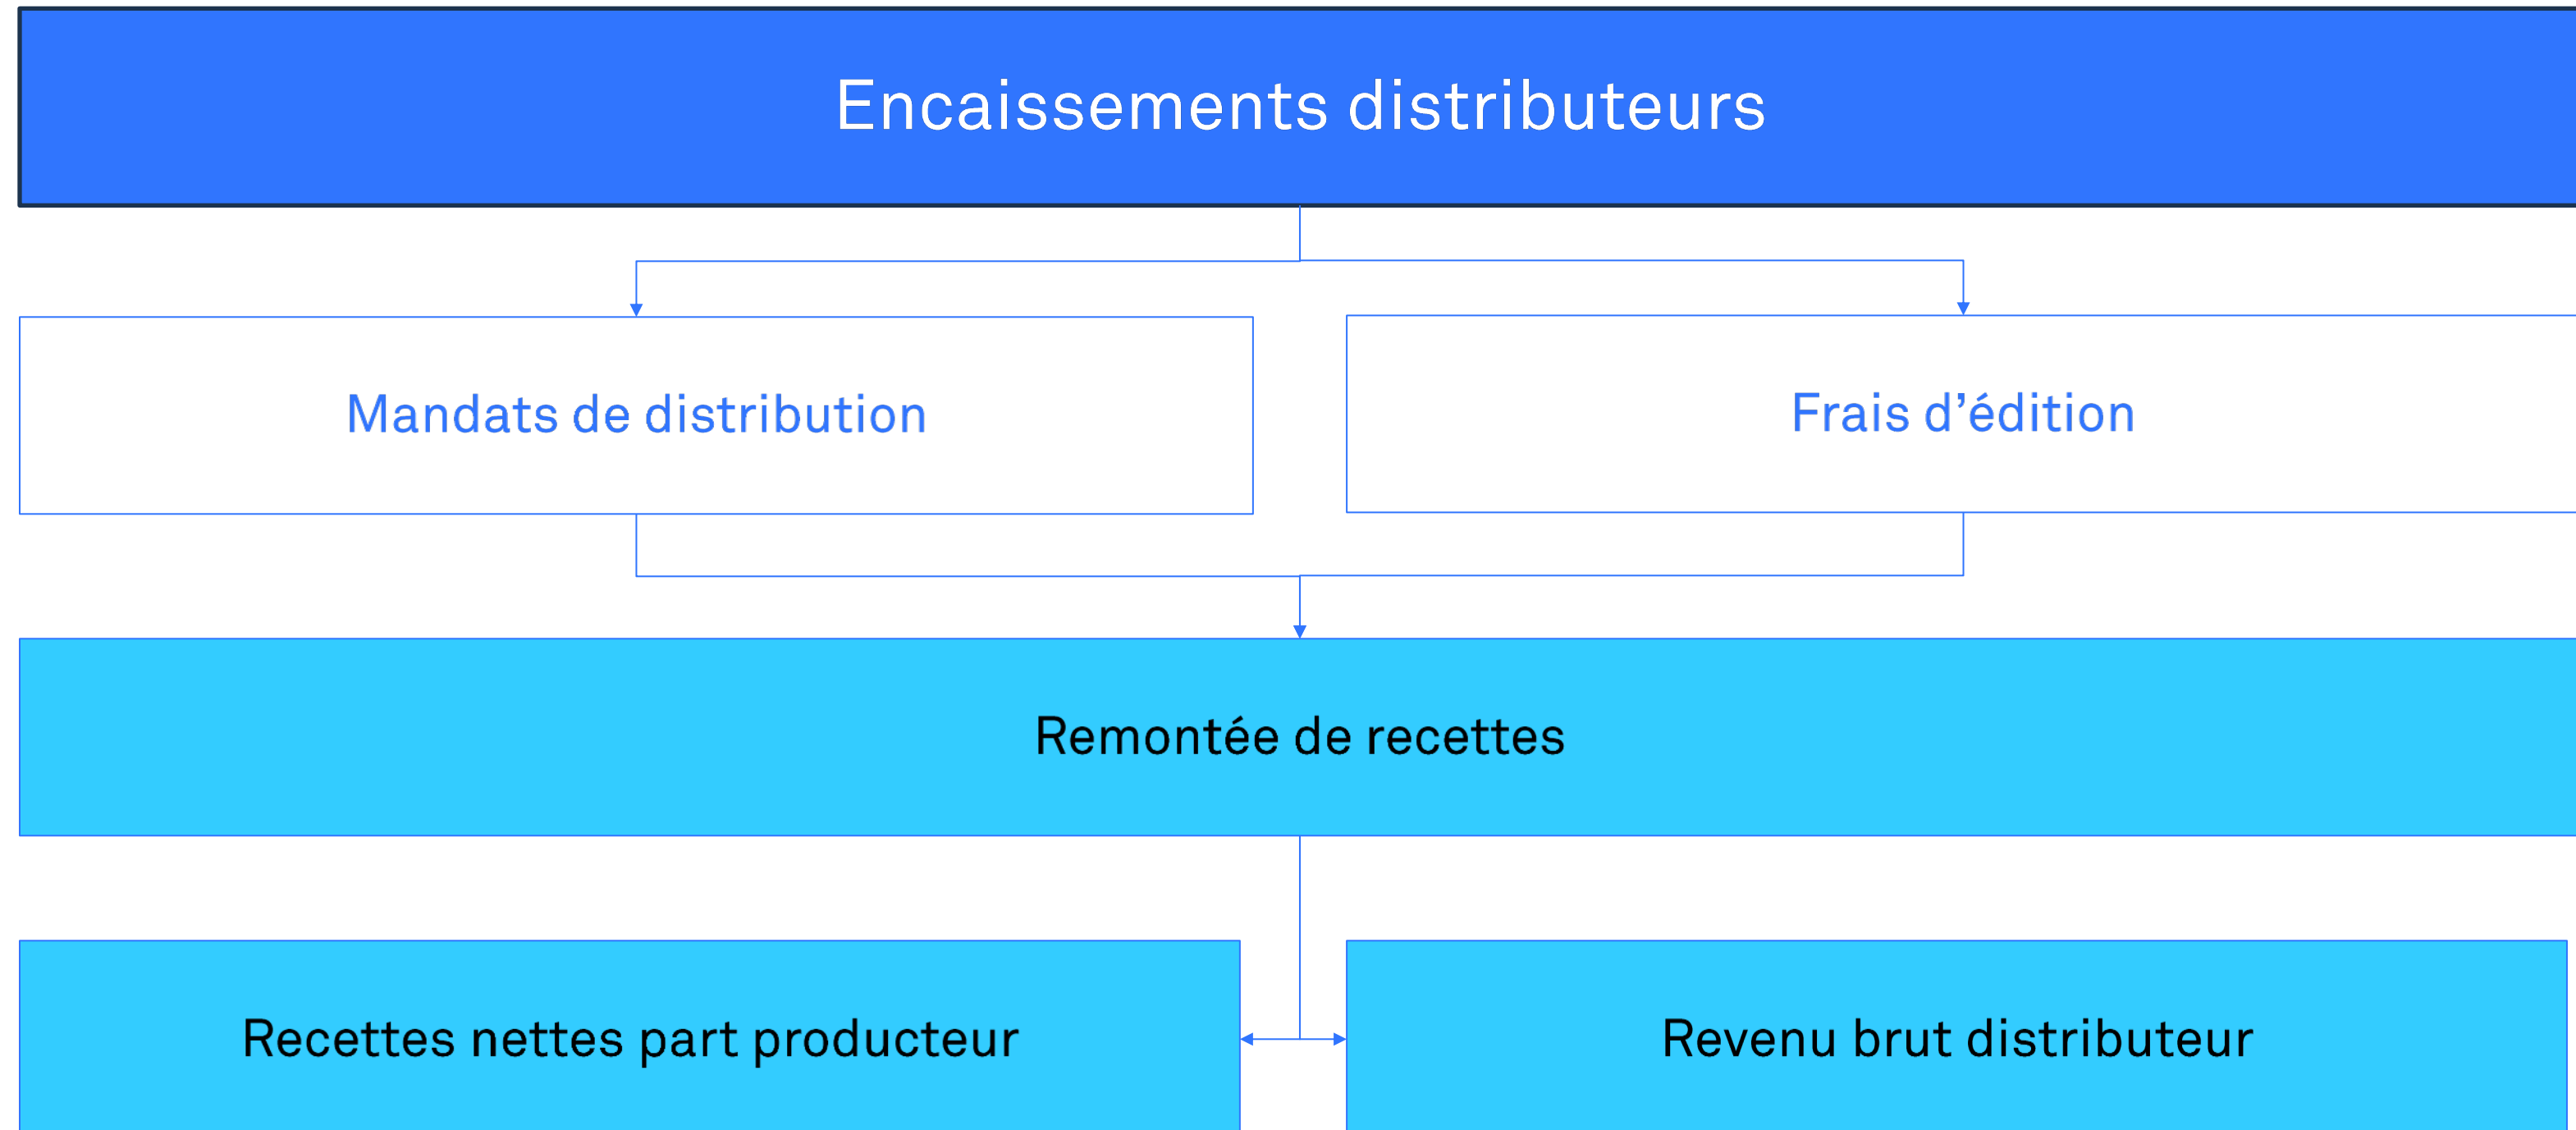 Encaissements distributeurs
Mandats de distribution
Frais d’édition
Remontée de recettes
Recettes nettes part producteur
Revenu brut distributeur